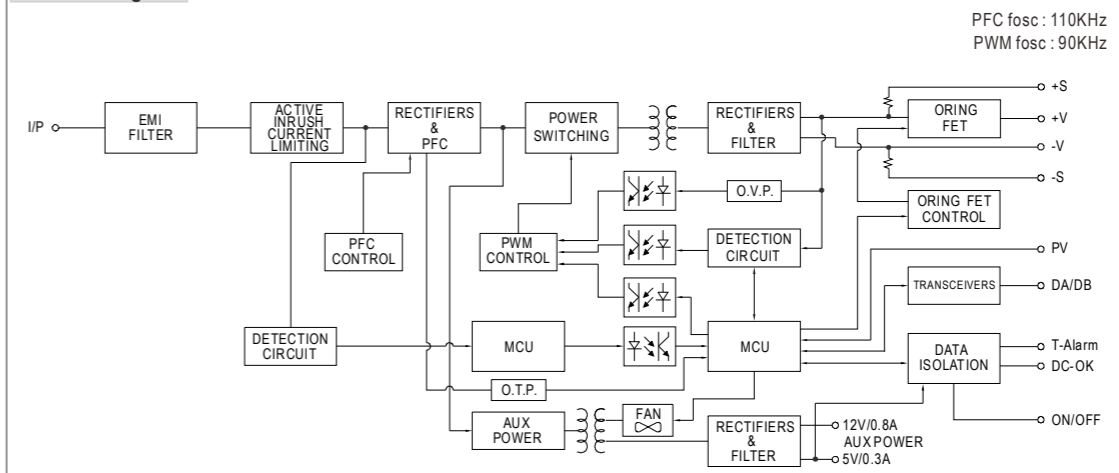 PFC fosc : 110KHz
PWM fosc : 90KHz
I/P
EMI
FILTER
ACTIVE
INRUSH
CURRENT
LIMITING
RECTIFIERS
&
PFC
POWER
SWITCHING
RECTIFIERS
&
FILTER
ORING
FET
+S
+V
-V
-S
O.V.P.
ORING FET
CONTROL
PFC
CONTROL
PWM
CONTROL
DETECTION
CIRCUIT
PV
TRANSCEIVERS
DA/DB
DETECTION
CIRCUIT
MCU
MCU
DATA
ISOLATION
T-Alarm
DC-OK
O.T.P.
AUX
POWER
FAN
RECTIFIERS
&
FILTER
12V/0.8A
AUX POWER
5V/0.3A
ON/OFF